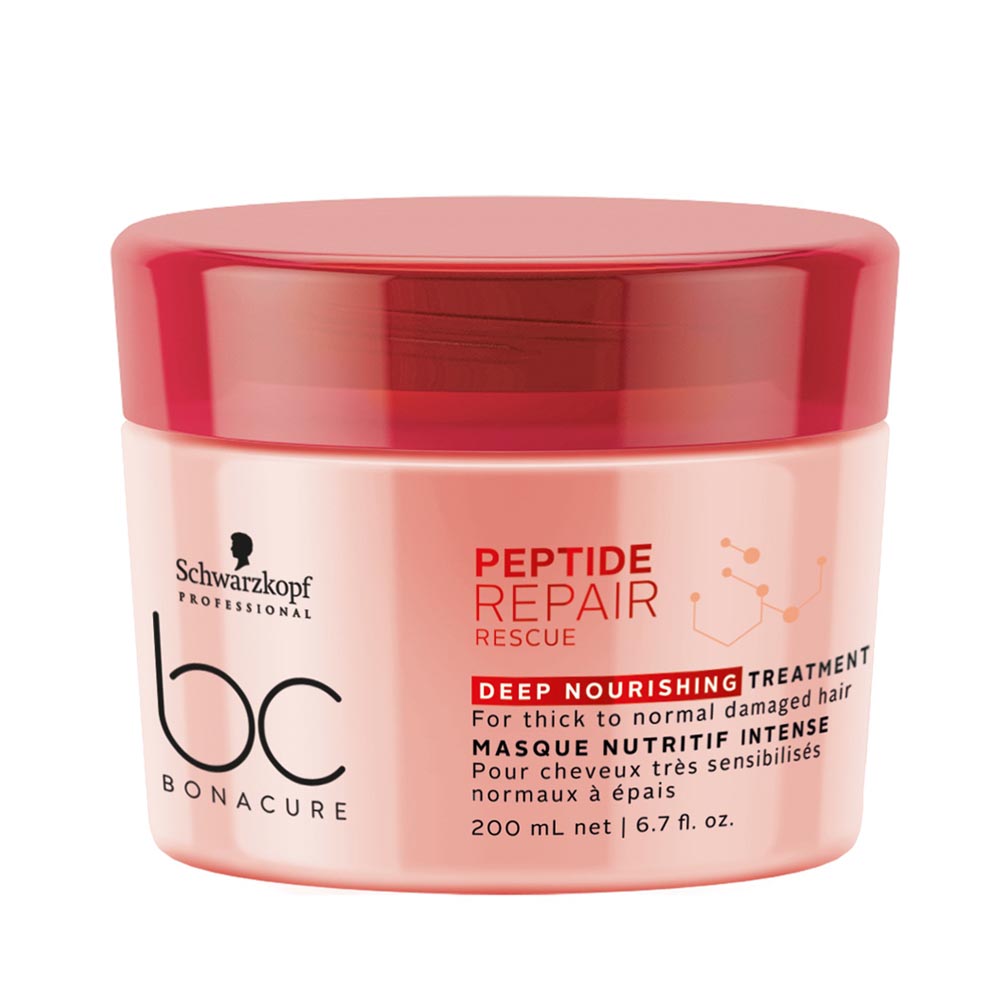 Schwarzkopf
PROFESSIONAL
bc
BONACURE
PEPTIDE
REPAIR
RESCUE
DEEP NOURISHING TREATMENT
For thick to normal damaged hair
MASQUE NUTRITIF INTENSE
Pour cheveux très sensibilisés
normaux à épais
200 mL net | 6.7 fl. oz.